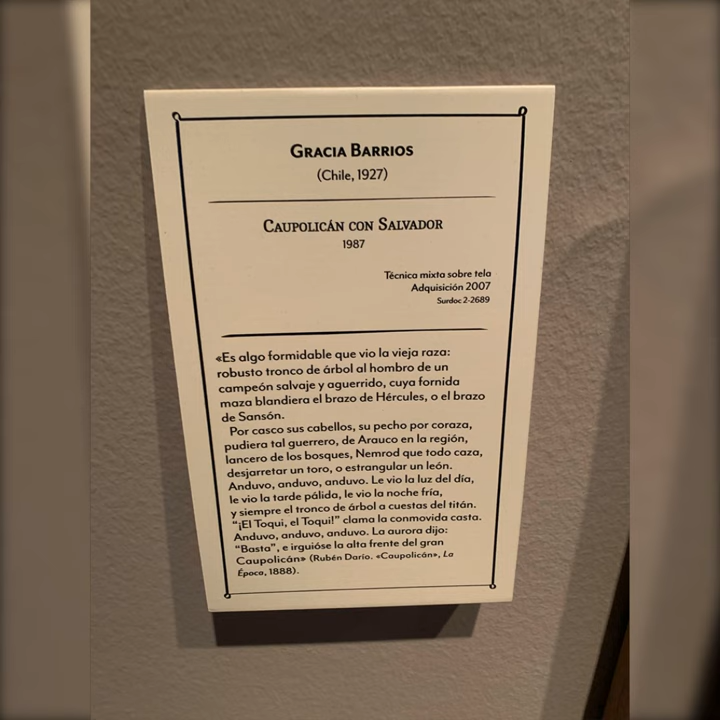 GRACIA BARRIOS
(Chile, 1927)
CAUPOLICÁN CON SALVADOR
1987
Técnica mixta sobre tela
Adquisición 2007
Surdoc 2-2689
«Es algo formidable que vio la vieja raza:
robusto tronco de árbol al hombro de un
campeón salvaje y aguerrido, cuya fornida
maza blandiera el brazo de Hércules, o el brazo
de Sansón.
Por casco sus cabellos, su pecho por coraza,
pudiera tal guerrero, de Arauco en la región,
lancero de los bosques, Nemrod que todo caza,
desjarretar un toro, o estrangular un león.
Anduvo, anduvo, anduvo. Le vio la luz del día,
le vio la tarde pálida, le vio la noche fría,
y siempre el tronco de árbol a cuestas del titán.
“¡El Toqui, el Toqui!” clama la conmovida casta.
Anduvo, anduvo, anduvo. La aurora dijo:
“Basta”, e irguióse la alta frente del gran
Caupolicán» (Rubén Darío. «Caupolicán», La
Época, 1888).